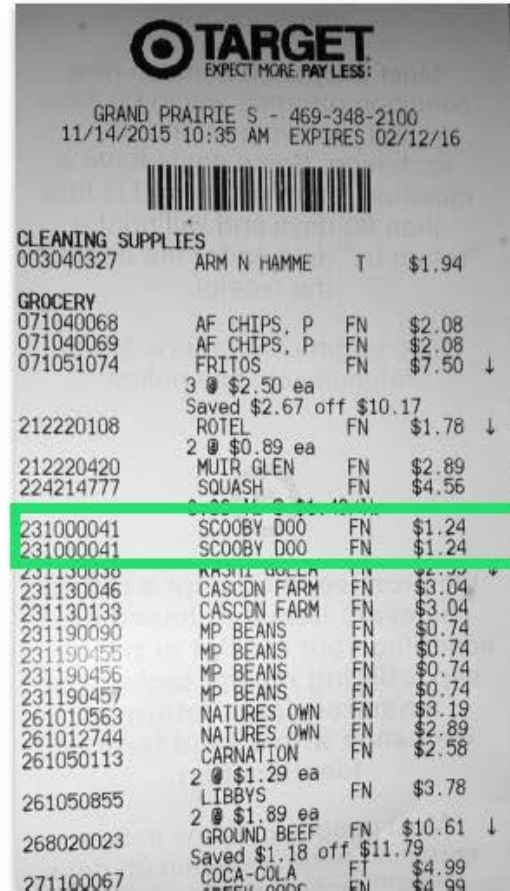 TARGET
EXPECT MORE. PAY LESS.
GRAND PRAIRIE S - 469-348-2100
11/14/2015 10:35 AM EXPIRES 02/12/16
CLEANING SUPPLIES
003040327 ARM N HAMME T $1.94
GROCERY
071040068 AF CHIPS, P FN $2.08
071040069 AF CHIPS, P FN $2.08
071051074 FRITOS FN $7.50 ↓
3 @ $2.50 ea
Saved $2.67 off $10.17
212220108 ROTEL FN $1.78 ↓
2 @ $0.89 ea
212220420 MUIR GLEN FN $2.89
224214777 SQUASH FN $4.56
231000041 SCOOBY DOO FN $1.24
231000041 SCOOBY DOO FN $1.24
231130038 KASHI FN ↓
231130046 CASCDN FARM FN $3.04
231130133 CASCDN FARM FN $3.04
231190090 MP BEANS FN $0.74
231190455 MP BEANS FN $0.74
231190456 MP BEANS FN $0.74
231190457 MP BEANS FN $0.74
261010563 NATURES OWN FN $3.19
261012744 NATURES OWN FN $2.89
261050113 CARNATION FN $2.58
2 @ $1.29 ea
261050855 LIBBYS FN $3.78
2 @ $1.89 ea
268020023 GROUND BEEF FN $10.61 ↓
Saved $1.18 off $11.79
271100067 COCA-COLA FT $4.99